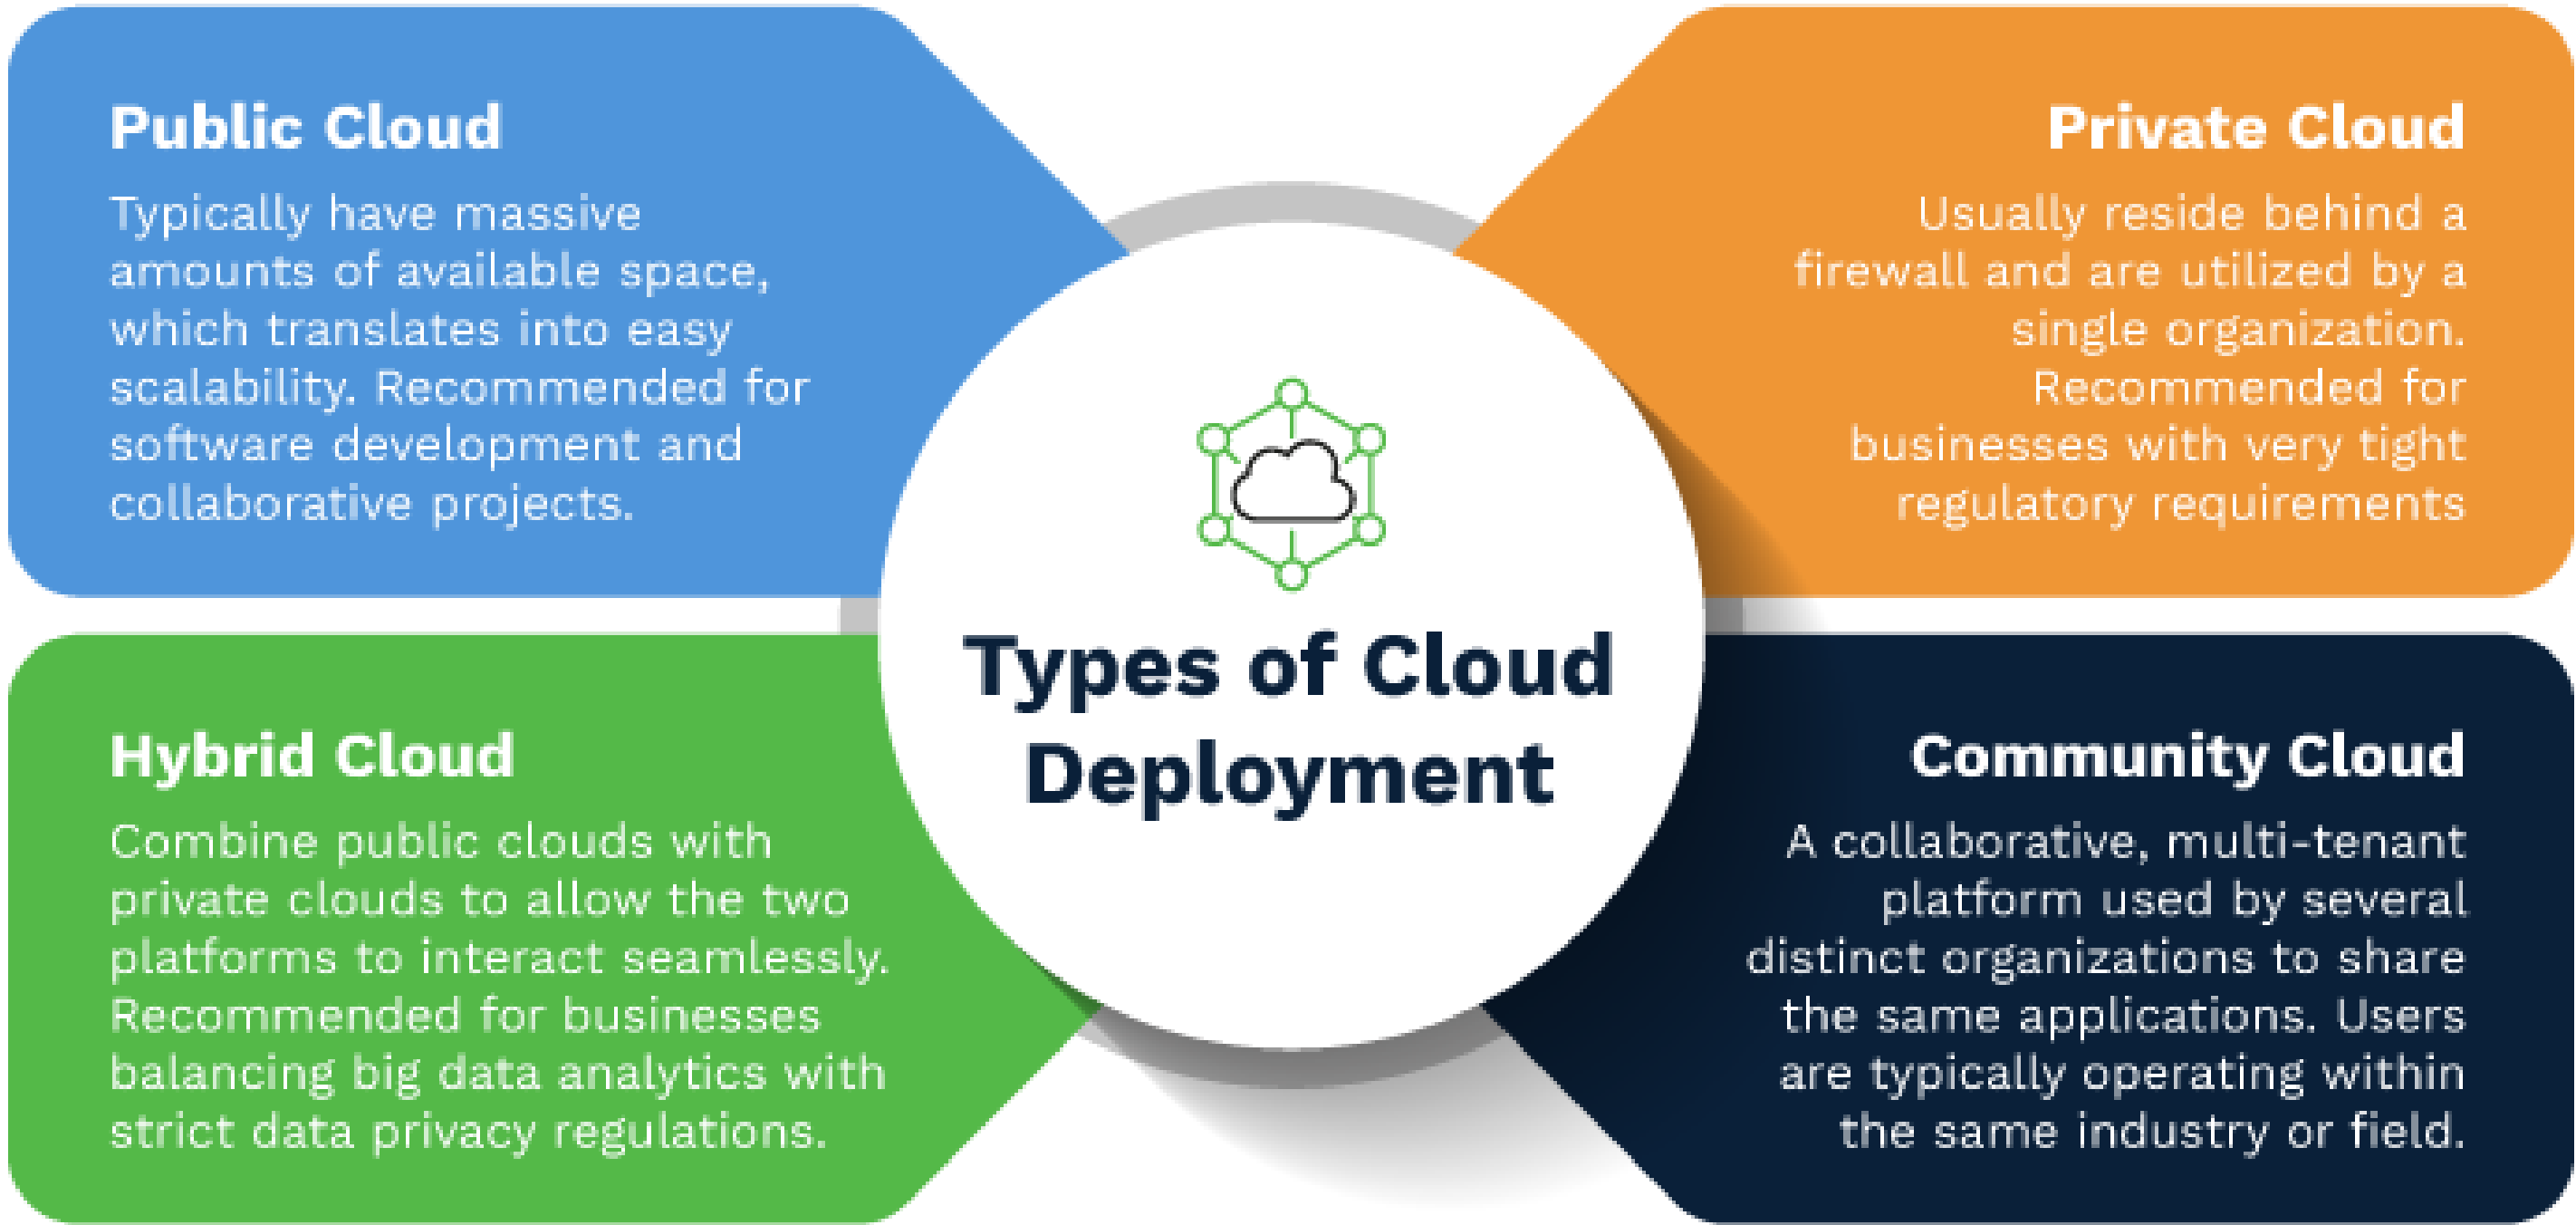 Public Cloud
Typically have massive
amounts of available space,
which translates into easy
scalability. Recommended for
software development and
collaborative projects.
Private Cloud
Usually reside behind a
firewall and are utilized by a
single organization.
Recommended for
businesses with very tight
regulatory requirements
Types of Cloud
Deployment
Hybrid Cloud
Combine public clouds with
private clouds to allow the two
platforms to interact seamlessly.
Recommended for businesses
balancing big data analytics with
strict data privacy regulations.
Community Cloud
A collaborative, multi-tenant
platform used by several
distinct organizations to share
the same applications. Users
are typically operating within
the same industry or field.